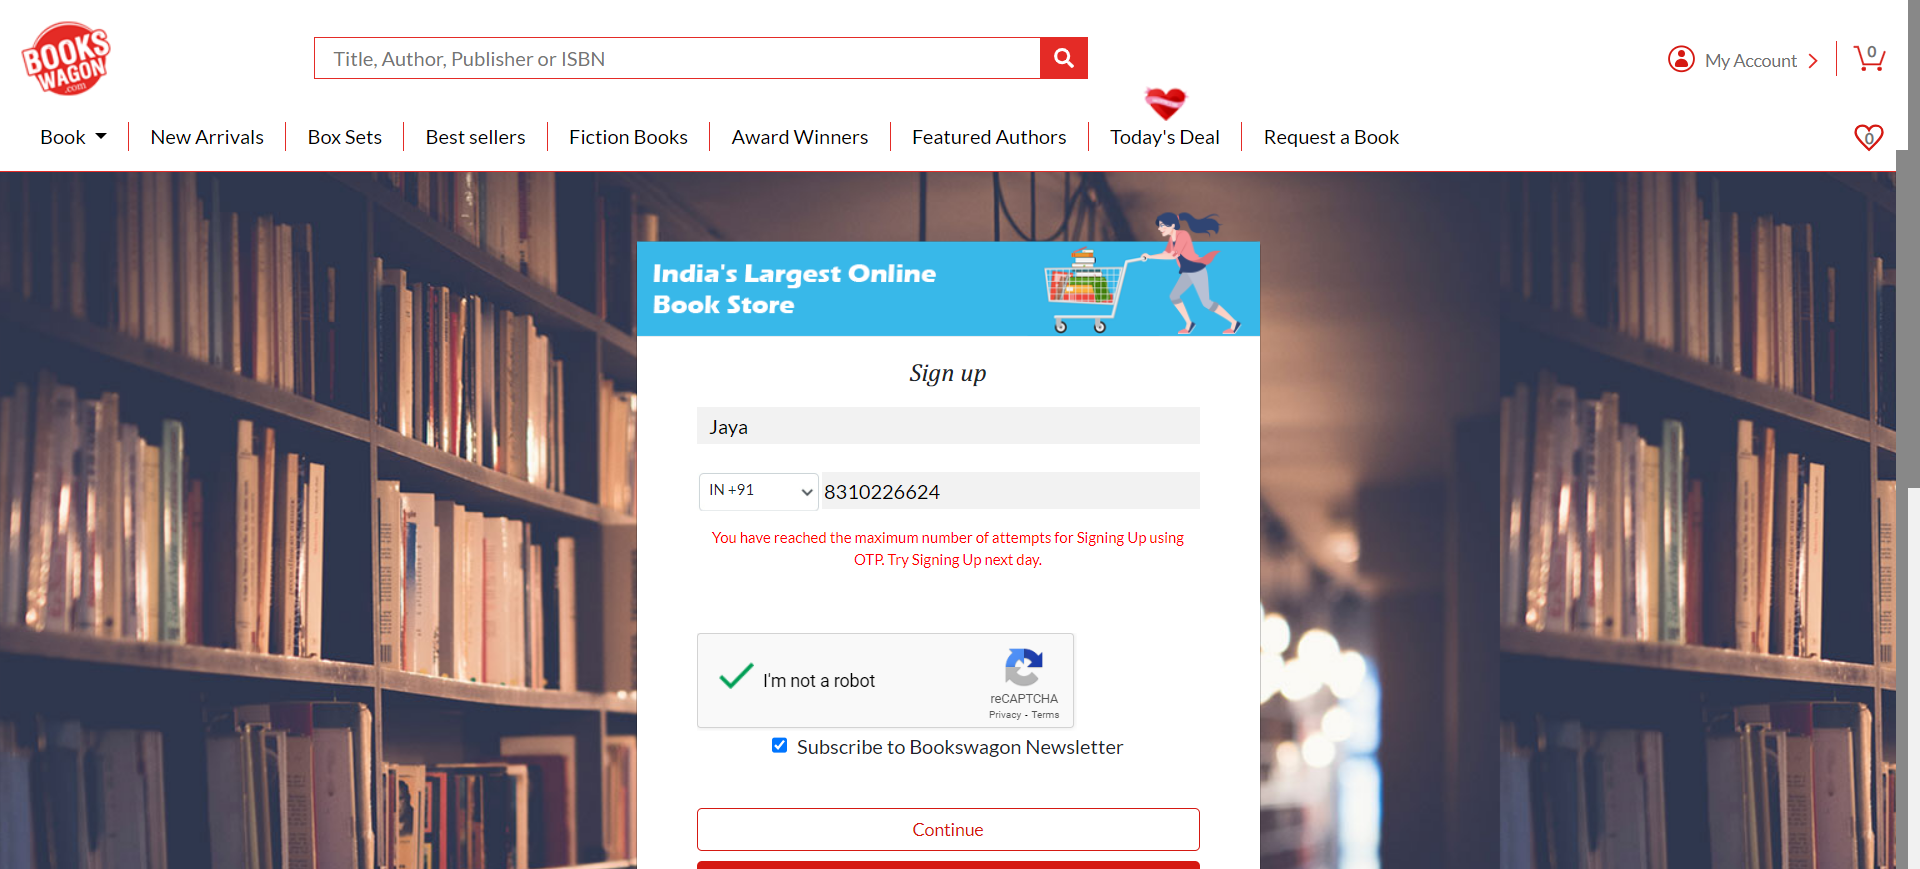 BOOKS
WAGON
.com
Title, Author, Publisher or ISBN
My Account
0
Book
New Arrivals
Box Sets
Best sellers
Fiction Books
Award Winners
Featured Authors
Today's Deal
Request a Book
0
India's Largest Online
Book Store
Sign up
Jaya
IN +91
8310226624
You have reached the maximum number of attempts for Signing Up using
OTP. Try Signing Up next day.
I'm not a robot
reCAPTCHA
Privacy - Terms
Subscribe to Bookswagon Newsletter
Continue